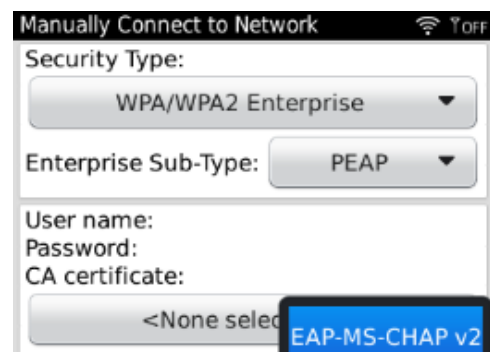 Manually Connect to Network OFF
Security Type:
WPA/WPA2 Enterprise
Enterprise Sub-Type: PEAP
User name:
Password:
CA certificate:
<None selec
EAP-MS-CHAP v2